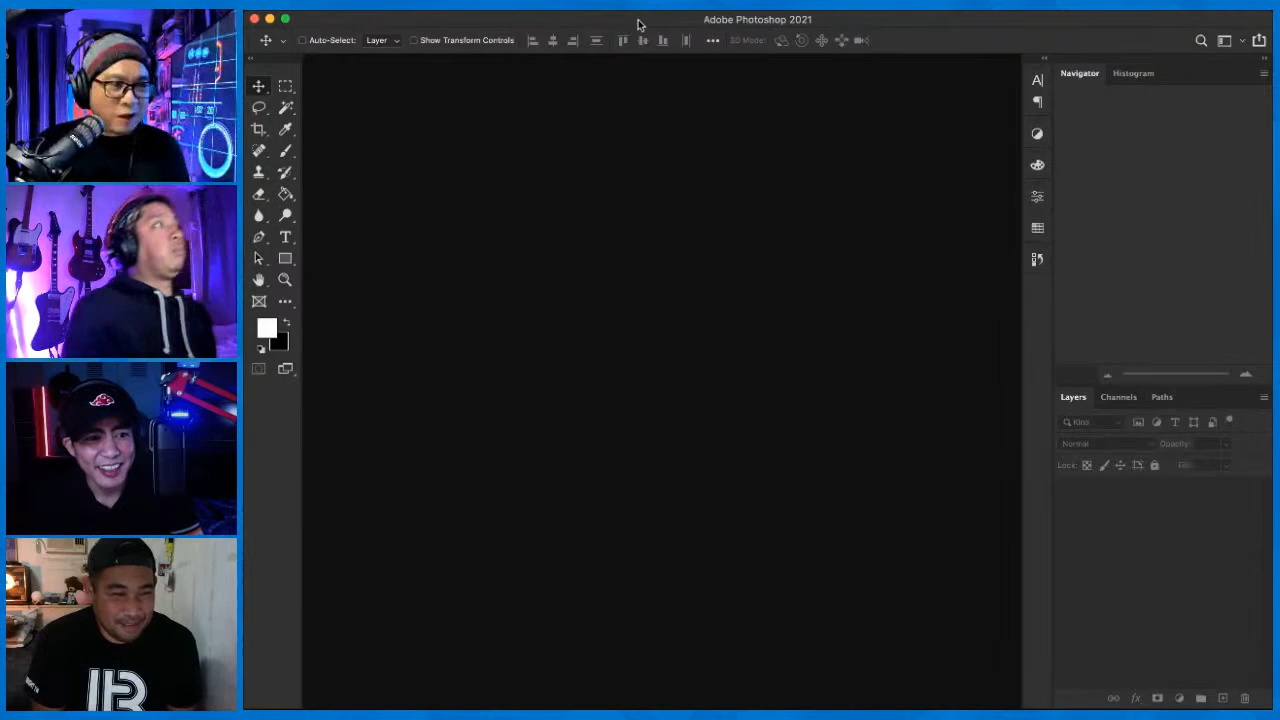 Adobe Photoshop 2021
Auto-Select: Layer Show Transform Controls 3D Mode:
Navigator Histogram
Layers Channels Paths
Kind
Normal Opacity:
Lock:
fx